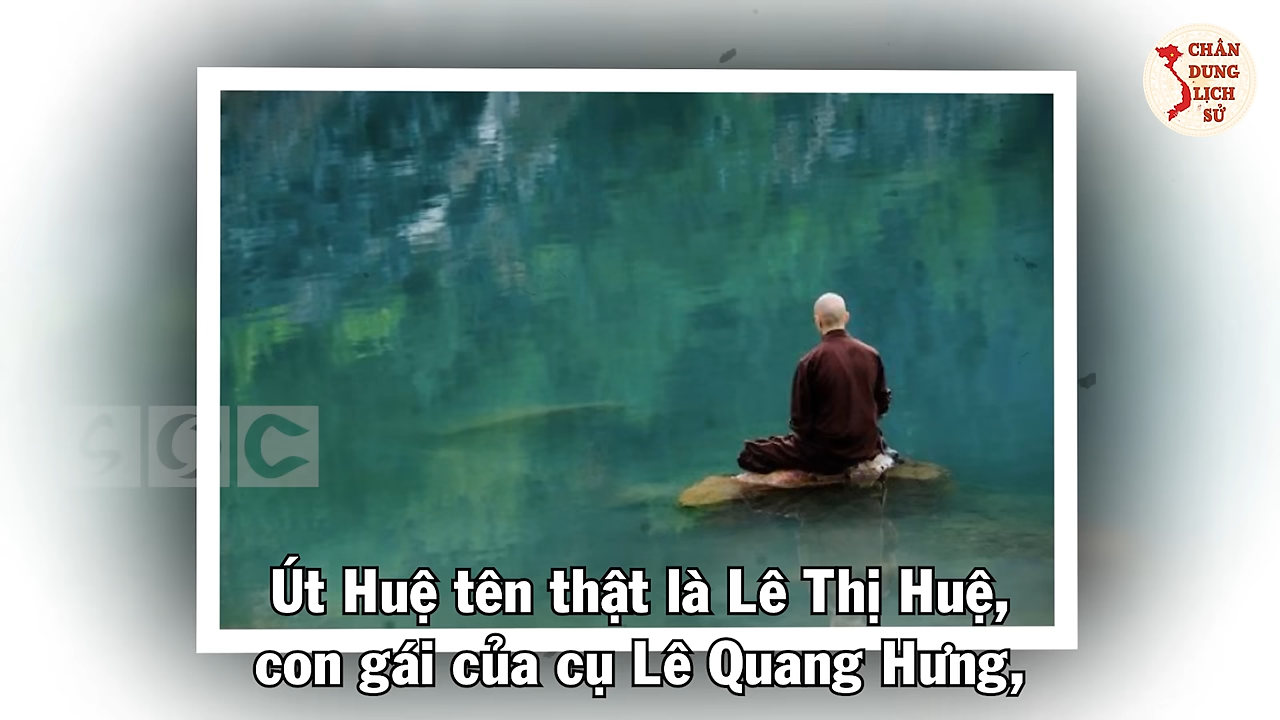 CHÂN
DUNG
LỊCH
SỬ
Út Huệ tên thật là Lê Thị Huệ,
con gái của cụ Lê Quang Hưng,